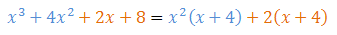 x³ + 4x² + 2x + 8 = x²(x + 4) + 2(x + 4)